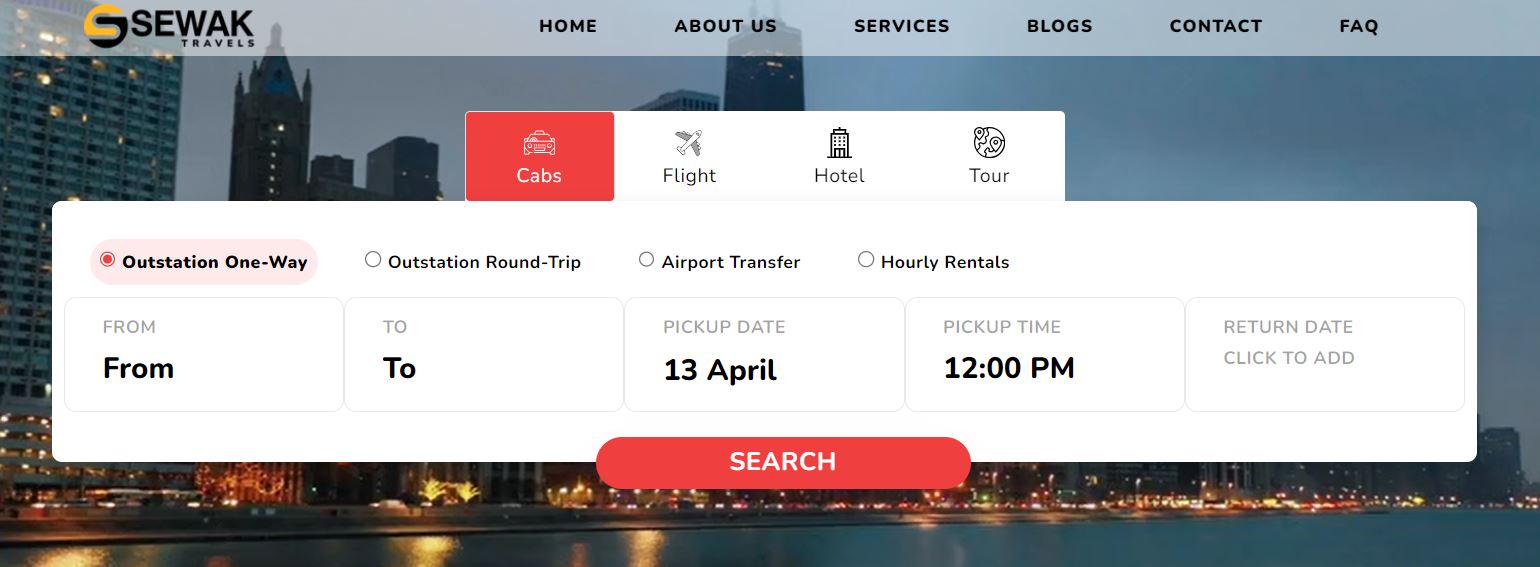 SEWAK
TRAVELS
HOME ABOUT US SERVICES BLOGS CONTACT FAQ
Cabs Flight Hotel Tour
Outstation One-Way Outstation Round-Trip Airport Transfer Hourly Rentals
FROM TO PICKUP DATE PICKUP TIME RETURN DATE
From To 13 April 12:00 PM CLICK TO ADD
SEARCH